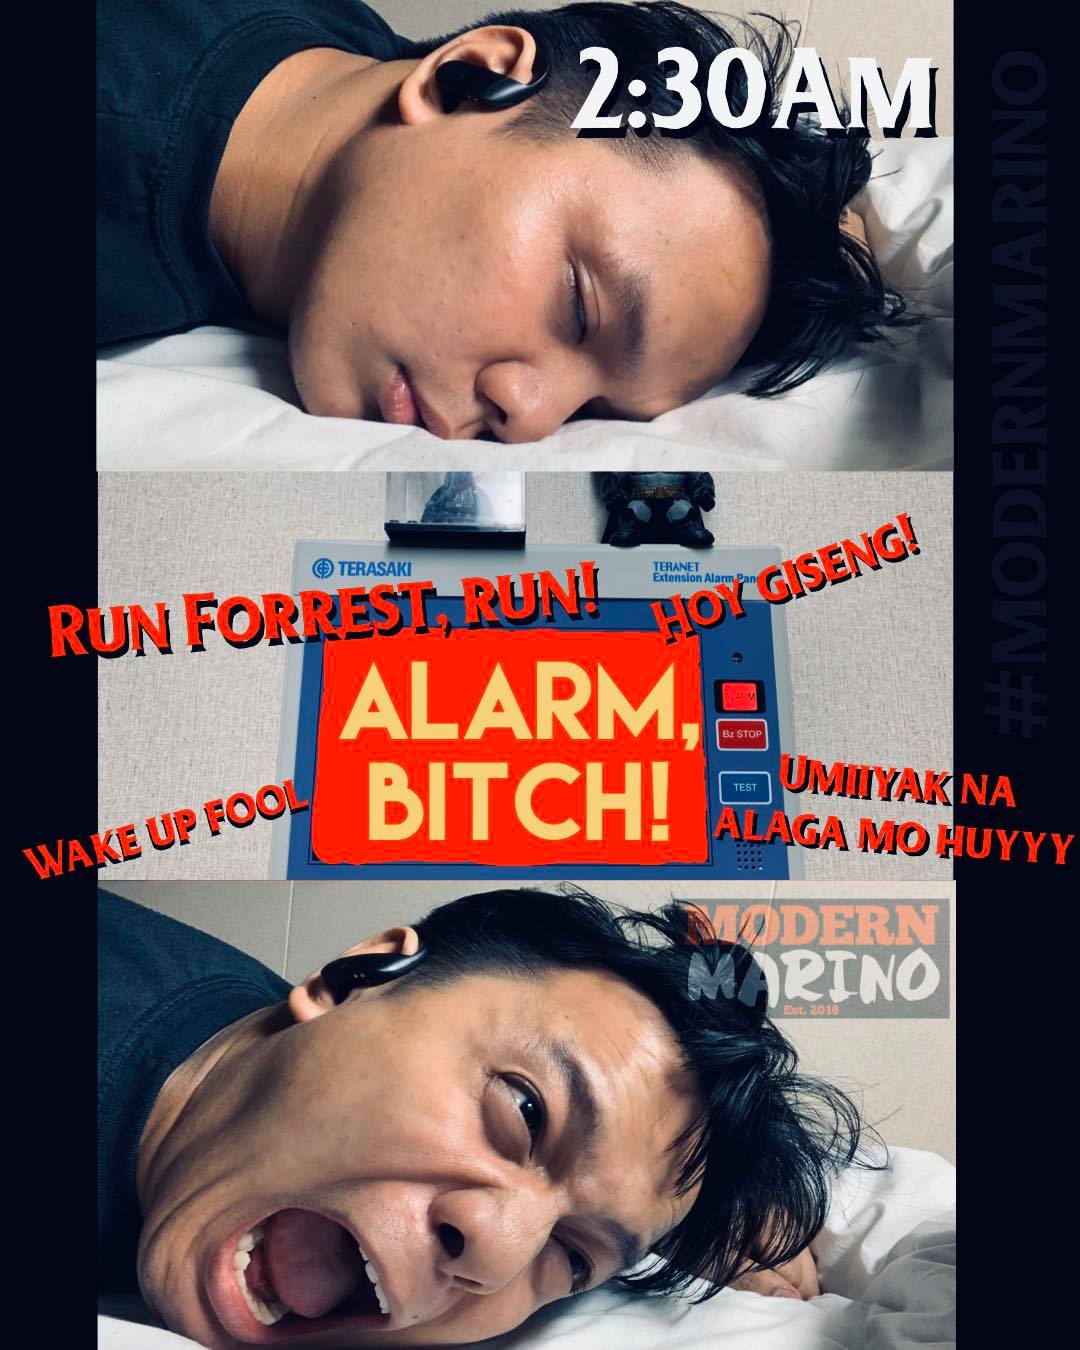 2:30AM
#MODERNMARINO
TERASAKI
TERANET
Extension Alarm Pan
RUN FORREST, RUN!
HOY GISENG!
ALARM,
BITCH!
ALARM
Bz STOP
TEST
WAKE UP FOOL
UMIIYAK NA
ALAGA MO HUYYY
MODERN
MARINO
Est. 2018